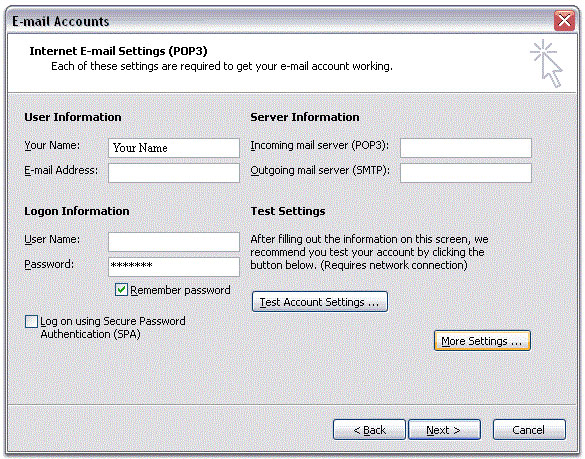 E-mail Accounts
Internet E-mail Settings (POP3)
Each of these settings are required to get your e-mail account working.
User Information
Your Name:
Your Name
E-mail Address:
Server Information
Incoming mail server (POP3):
Outgoing mail server (SMTP):
Logon Information
User Name:
Password:
*******
Remember password
Log on using Secure Password
Authentication (SPA)
Test Settings
After filling out the information on this screen, we
recommend you test your account by clicking the
button below. (Requires network connection)
Test Account Settings ...
More Settings ...
< Back
Next >
Cancel